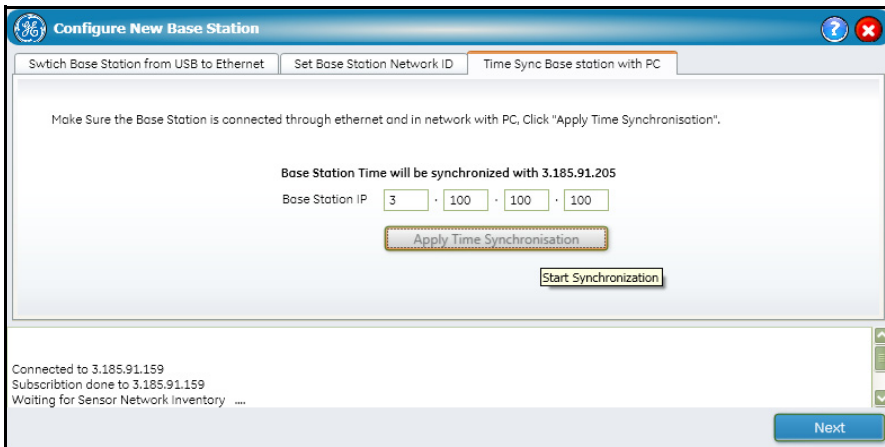 Configure New Base Station
Swtich Base Station from USB to Ethernet
Set Base Station Network ID
Time Sync Base station with PC
Make Sure the Base Station is connected through ethernet and in network with PC, Click "Apply Time Synchronisation".
Base Station Time will be synchronized with 3.185.91.205
Base Station IP 3 . 100 . 100 . 100
Apply Time Synchronisation
Start Synchronization
Connected to 3.185.91.159
Subscribtion done to 3.185.91.159
Waiting for Sensor Network Inventory ....
Next